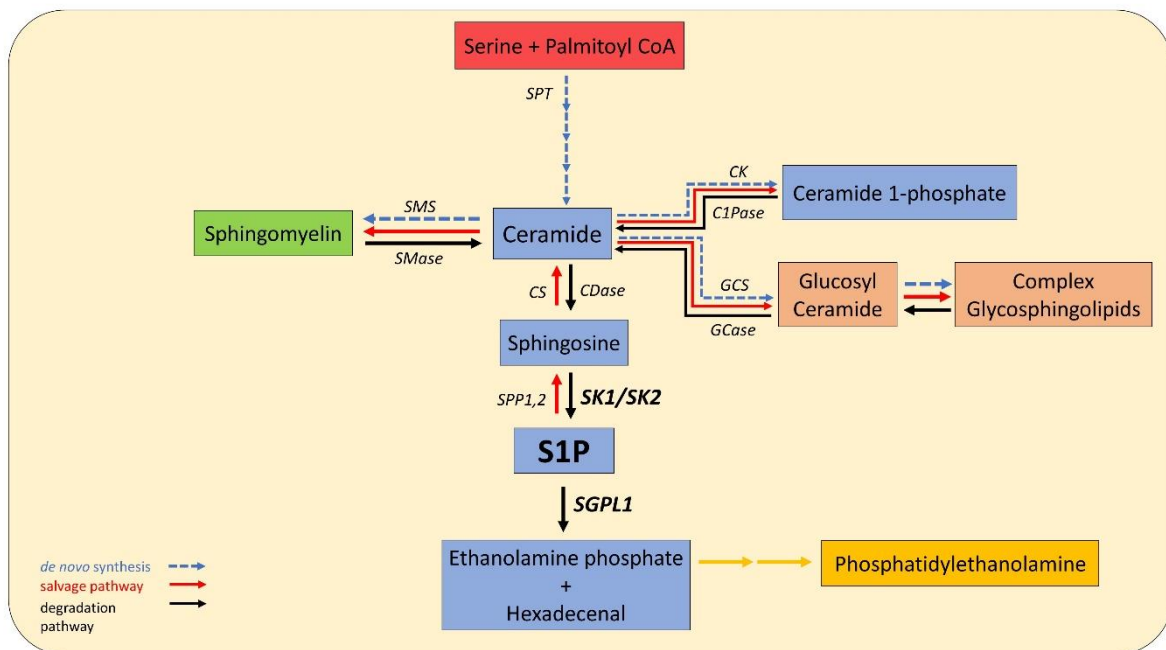 Serine + Palmitoyl CoA
SPT
CK
Ceramide 1-phosphate
C1Pase
SMS
Sphingomyelin
Ceramide
SMase
CS
CDase
GCS
Glucosyl
Ceramide
Complex
Glycosphingolipids
GCase
Sphingosine
SPP1,2
SK1/SK2
S1P
SGPL1
Ethanolamine phosphate
+
Hexadecenal
Phosphatidylethanolamine
de novo synthesis
salvage pathway
degradation
pathway